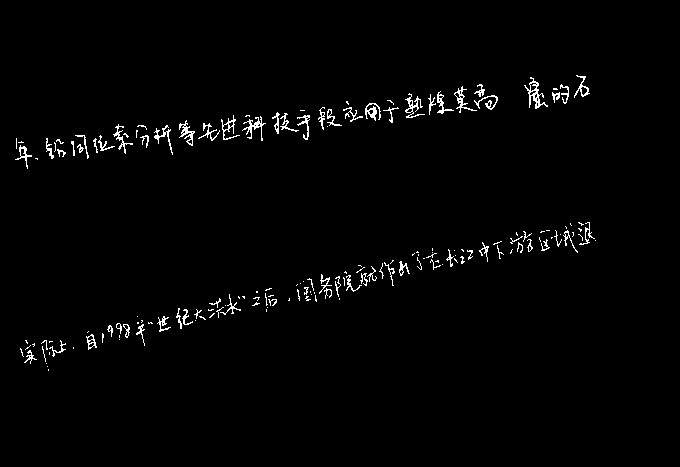 年、铅同位素分析等先进科技手段应用于敦煌莫高窟的石
实际上，自1998年“世纪大洪水”之后，国务院就作出了在长江中下游区域退